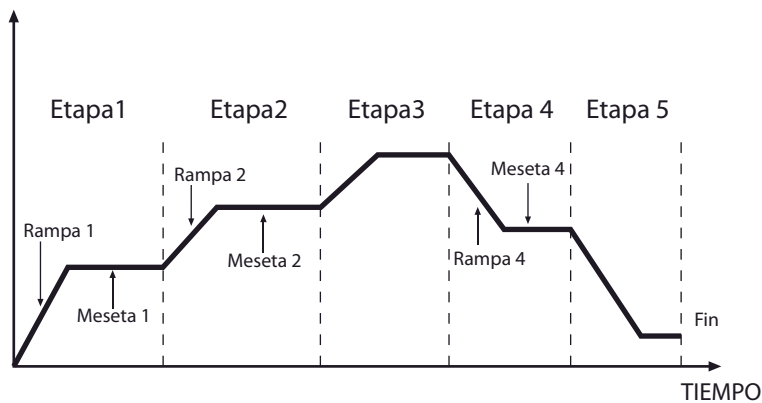 Etapa1
Etapa2
Etapa3
Etapa 4
Etapa 5
Rampa 1
Meseta 1
Rampa 2
Meseta 2
Meseta 4
Rampa 4
Fin
TIEMPO